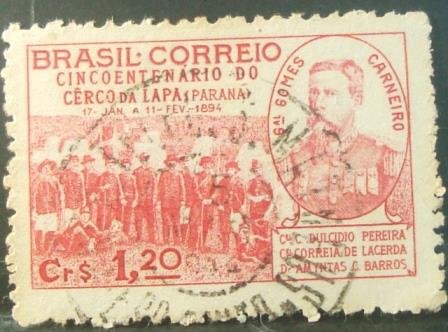 BRASIL-CORREIO
CINCOENTENÁRIO DO
CÊRCO DA LAPA (PARANÁ)
17-JAN. A 11-FEV.-1894
GAL GOMES CARNEIRO
Cr$ 1,20
CEL DULCIDIO PEREIRA
CEL CORREIA DE LACERDA
DR AMYNTAS C. BARROS